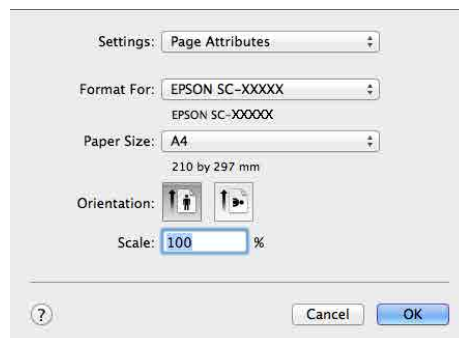 Settings: Page Attributes
Format For: EPSON SC-XXXXX
EPSON SC-XXXXX
Paper Size: A4
210 by 297 mm
Orientation:
Scale: 100 %
? Cancel OK